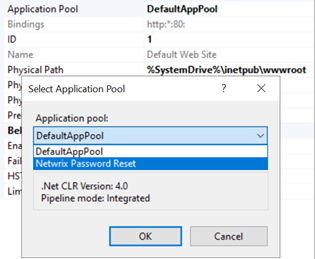 Application Pool DefaultAppPool
Bindings http:*:80:
ID 1
Name Default Web Site
Physical Path %SystemDrive%\inetpub\wwwroot
Phy
Phy
Pre
Beh
Ena
Fail
HST
Lim
Select Application Pool
Application pool:
DefaultAppPool
DefaultAppPool
Netwrix Password Reset
.Net CLR Version: 4.0
Pipeline mode: Integrated
OK Cancel